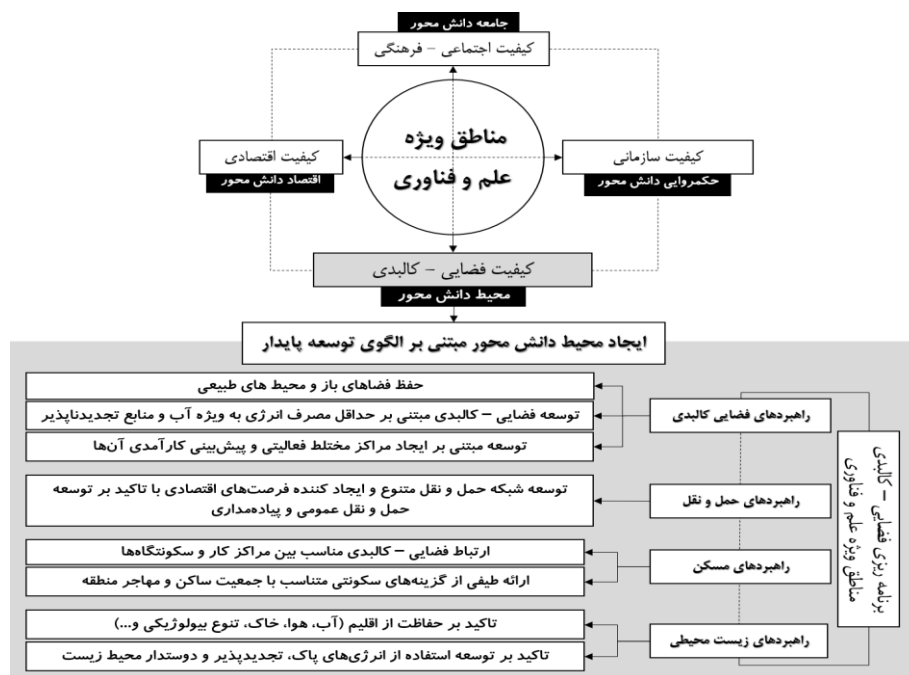 جامعه دانش محور
کیفیت اجتماعی – فرهنگی
مناطق ویژه
علم و فناوری
کیفیت سازمانی
حکمروایی دانش محور
کیفیت اقتصادی
اقتصاد دانش محور
کیفیت فضایی – کالبدی
محیط دانش محور
ایجاد محیط دانش محور مبتنی بر الگوی توسعه پایدار
برنامه ریزی فضایی – کالبدی
مناطق ویژه علم و فناوری
راهبردهای فضایی کالبدی
حفظ فضاهای باز و محیط های طبیعی
توسعه فضایی – کالبدی مبتنی بر حداقل مصرف انرژی به ویژه آب و منابع تجدیدناپذیر
توسعه مبتنی بر ایجاد مراکز مختلط فعالیتی و پیش‌بینی کارآمدی آن‌ها
راهبردهای حمل و نقل
توسعه شبکه حمل و نقل متنوع و ایجاد کننده فرصت‌های اقتصادی با تاکید بر توسعه
حمل و نقل عمومی و پیاده‌مداری
راهبردهای مسکن
ارتباط فضایی – کالبدی مناسب بین مراکز کار و سکونتگاه‌ها
ارائه طیفی از گزینه‌های سکونتی متناسب با جمعیت ساکن و مهاجر منطقه
راهبردهای زیست محیطی
تاکید بر حفاظت از اقلیم (آب، هوا، خاک، تنوع بیولوژیکی و...)
تاکید بر توسعه استفاده از انرژی‌های پاک، تجدیدپذیر و دوستدار محیط زیست